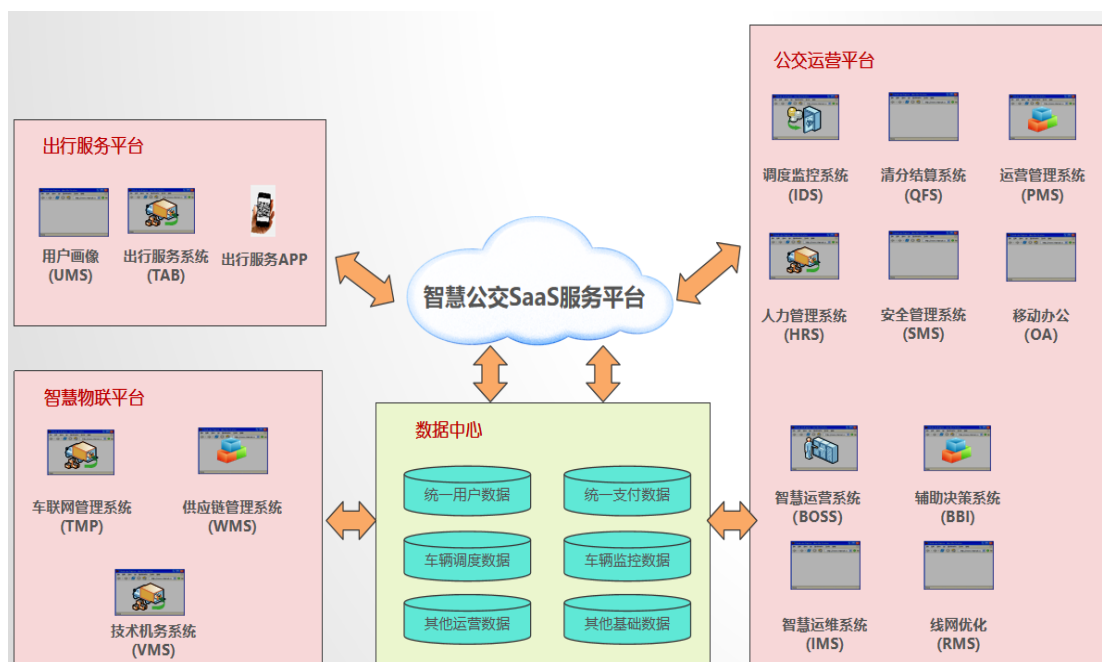 公交运营平台
调度监控系统
(IDS)
清分结算系统
(QFS)
运营管理系统
(PMS)
人力管理系统
(HRS)
安全管理系统
(SMS)
移动办公
(OA)
智慧运营系统
(BOSS)
辅助决策系统
(BBI)
智慧运维系统
(IMS)
线网优化
(RMS)
出行服务平台
用户画像
(UMS)
出行服务系统
(TAB)
出行服务APP
智慧公交SaaS服务平台
智慧物联平台
车联网管理系统
(TMP)
供应链管理系统
(WMS)
技术机务系统
(VMS)
数据中心
统一用户数据
统一支付数据
车辆调度数据
车辆监控数据
其他运营数据
其他基础数据